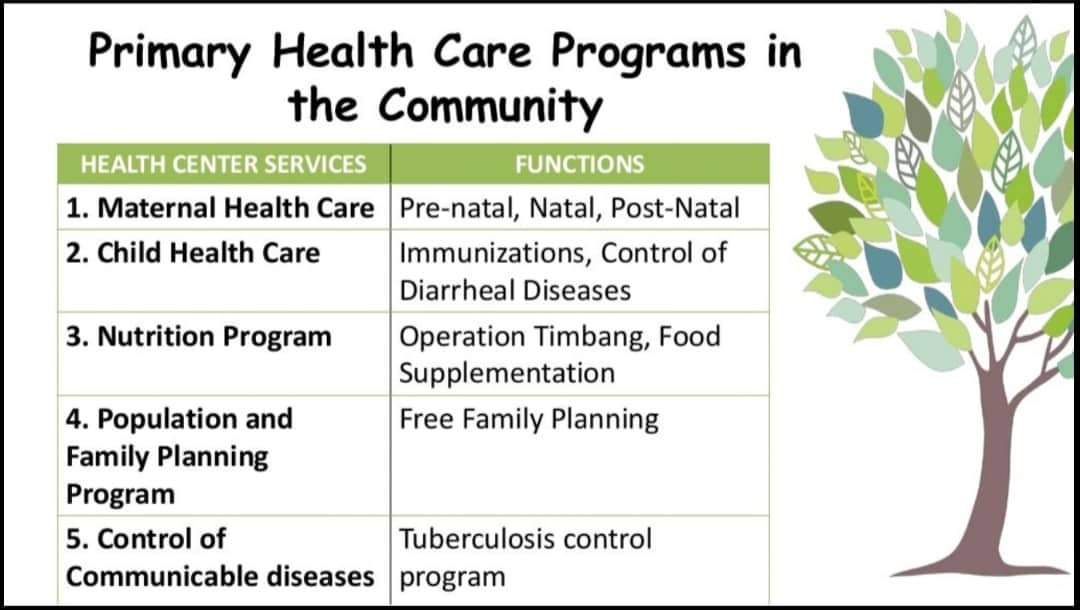 Primary Health Care Programs in
the Community
HEALTH CENTER SERVICES
FUNCTIONS
1. Maternal Health Care
Pre-natal, Natal, Post-Natal
2. Child Health Care
Immunizations, Control of
Diarrheal Diseases
3. Nutrition Program
Operation Timbang, Food
Supplementation
4. Population and
Family Planning
Program
Free Family Planning
5. Control of
Communicable diseases
Tuberculosis control
program